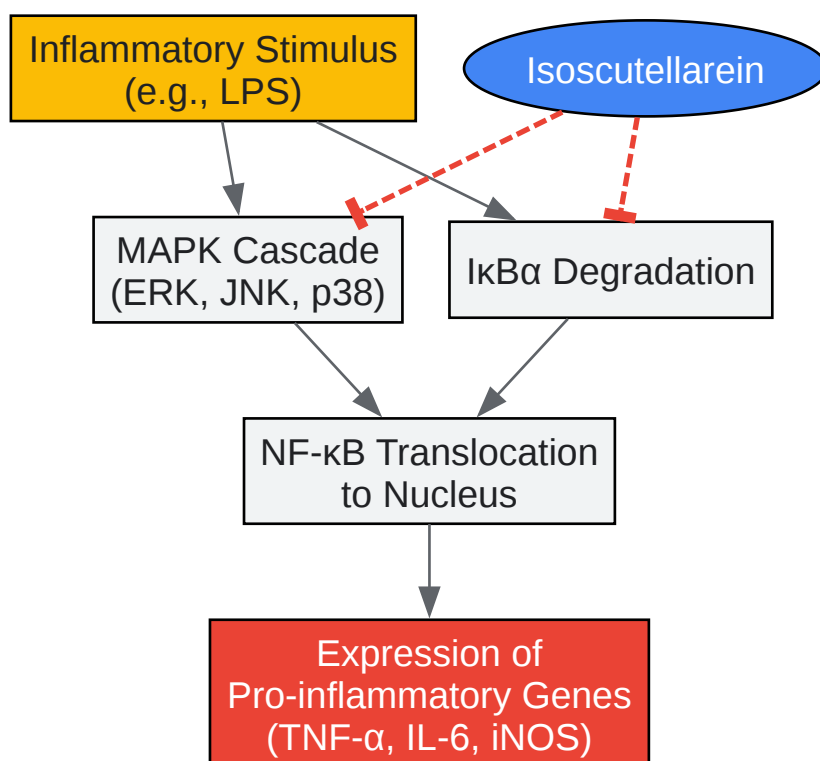 Inflammatory Stimulus
(e.g., LPS)
Isoscutellarein
MAPK Cascade
(ERK, JNK, p38)
IκBα Degradation
NF-κB Translocation
to Nucleus
Expression of
Pro-inflammatory Genes
(TNF-α, IL-6, iNOS)